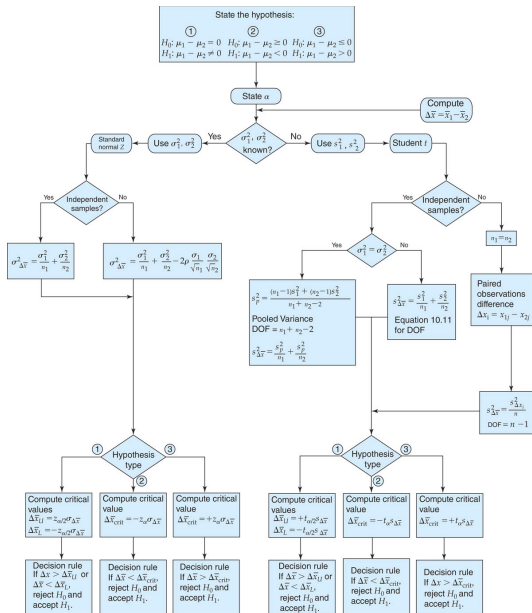 State the hypothesis:
① ② ③
H₀: μ₁ − μ₂ = 0 H₀: μ₁ − μ₂ ≥ 0 H₀: μ₁ − μ₂ ≤ 0
H₁: μ₁ − μ₂ ≠ 0 H₁: μ₁ − μ₂ < 0 H₁: μ₁ − μ₂ > 0
State α
Compute
Δx̄ = x̄₁−x̄₂
σ₁², σ₂²
known?
Yes
No
Use σ₁², σ₂²
Standard
normal Z
Use s₁², s₂²
Student t
Independent
samples?
Yes
No
σ²Δx̄ = σ₁²/n₁ + σ₂²/n₂
σ²Δx̄ = σ₁²/n₁ + σ₂²/n₂ − 2ρ σ₁/√n₁ σ₂/√n₂
Independent
samples?
Yes
No
n₁=n₂
σ₁² = σ₂²
Yes
No
s²p = ((n₁−1)s₁² + (n₂−1)s₂²)/(n₁ + n₂ −2)
Pooled Variance
DOF = n₁ + n₂ −2
s²Δx̄ = s²p/n₁ + s²p/n₂
s²Δx̄ = s₁²/n₁ + s₂²/n₂
Equation 10.11
for DOF
Paired
observations
difference
Δxᵢ = x₁ⱼ − x₂ⱼ
s²Δx̄ = s²Δxᵢ/n
DOF = n −1
① ③
Hypothesis
type
②
Compute critical
values
Δx̄U = zα/2σΔx̄
Δx̄L = −zα/2σΔx̄
Compute critical
value
Δx̄crit = −zασΔx̄
Compute critical
value
Δx̄crit = +zασΔx̄
Decision rule
If Δx > Δx̄U or
Δx̄ < Δx̄L,
reject H₀ and
accept H₁.
Decision rule
If Δx̄ < Δx̄crit,
reject H₀ and
accept H₁.
Decision rule
If Δx̄ > Δx̄crit,
reject H₀ and
accept H₁.
① ③
Hypothesis
type
②
Compute critical
values
Δx̄U = +tα/2sΔx̄
Δx̄L = −tα/2sΔx̄
Compute critical
value
Δx̄crit = −tαsΔx̄
Compute critical
value
Δx̄crit = +tαsΔx̄
Decision rule
If Δx̄ > Δx̄U or
Δx̄ < Δx̄L,
reject H₀ and
accept H₁.
Decision rule
If Δx̄ < Δx̄crit,
reject H₀ and
accept H₁.
Decision rule
If Δx > Δx̄crit,
reject H₀ and
accept H₁.